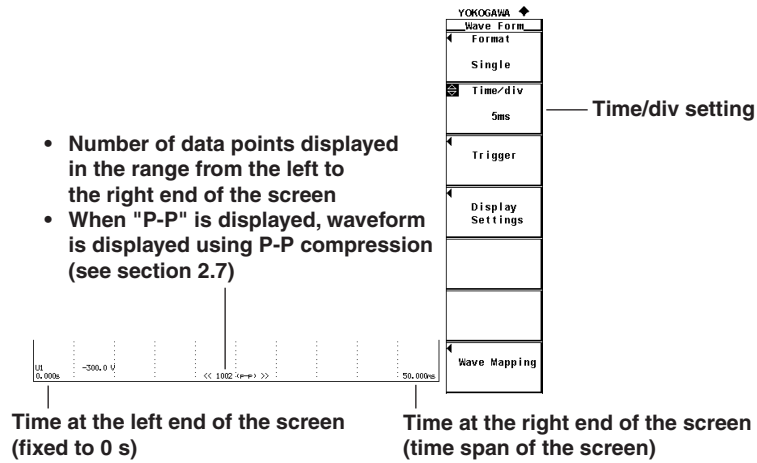 YOKOGAWA ◆
Wave Form
Format
Single
Time/div
5ms
Time/div setting
Trigger
Display
Settings
Wave Mapping
• Number of data points displayed
in the range from the left to
the right end of the screen
• When "P-P" is displayed, waveform
is displayed using P-P compression
(see section 2.7)
U1 -300.0 V
0.000s << 1002 (p-p) >> 50.000ms
Time at the left end of the screen
(fixed to 0 s)
Time at the right end of the screen
(time span of the screen)